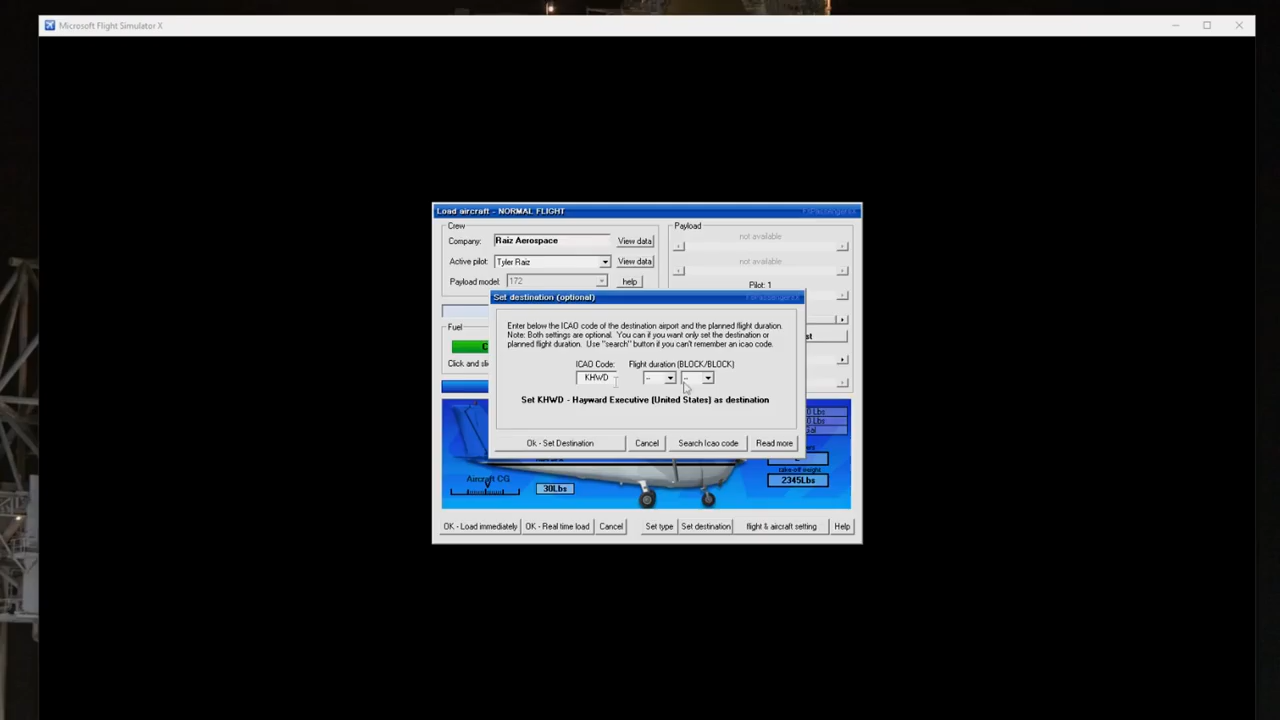 Microsoft Flight Simulator X
Load aircraft - NORMAL FLIGHT
Crew
Company: Raiz Aerospace View data
Active pilot: Tyler Raiz View data
Payload model: 172 help
Payload
not available
not available
Pilot: 1
Fuel
Click and sli
Set destination (optional)
Enter below the ICAO code of the destination airport and the planned flight duration.
Note: Both settings are optional. You can if you want only set the destination or
planned flight duration. Use "search" button if you can't remember an icao code.
ICAO Code: Flight duration (BLOCK/BLOCK)
KHWD -- --
Set KHWD - Hayward Executive (United States) as destination
Ok - Set Destination Cancel Search Icao code Read more
Aircraft CG
30Lbs
take-off weight
2345Lbs
OK - Load immediately OK - Real time load Cancel Set type Set destination flight & aircraft setting Help